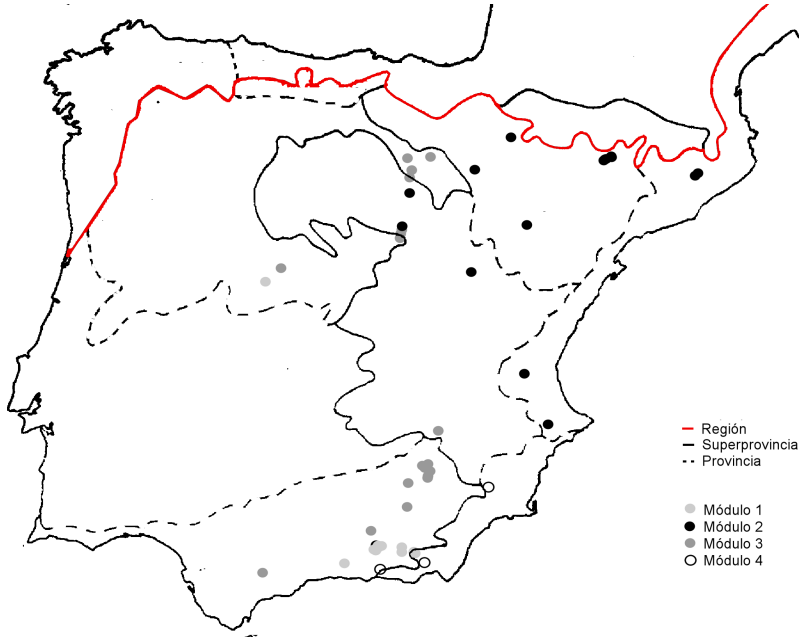 Región
Superprovincia
Provincia
Módulo 1
Módulo 2
Módulo 3
Módulo 4